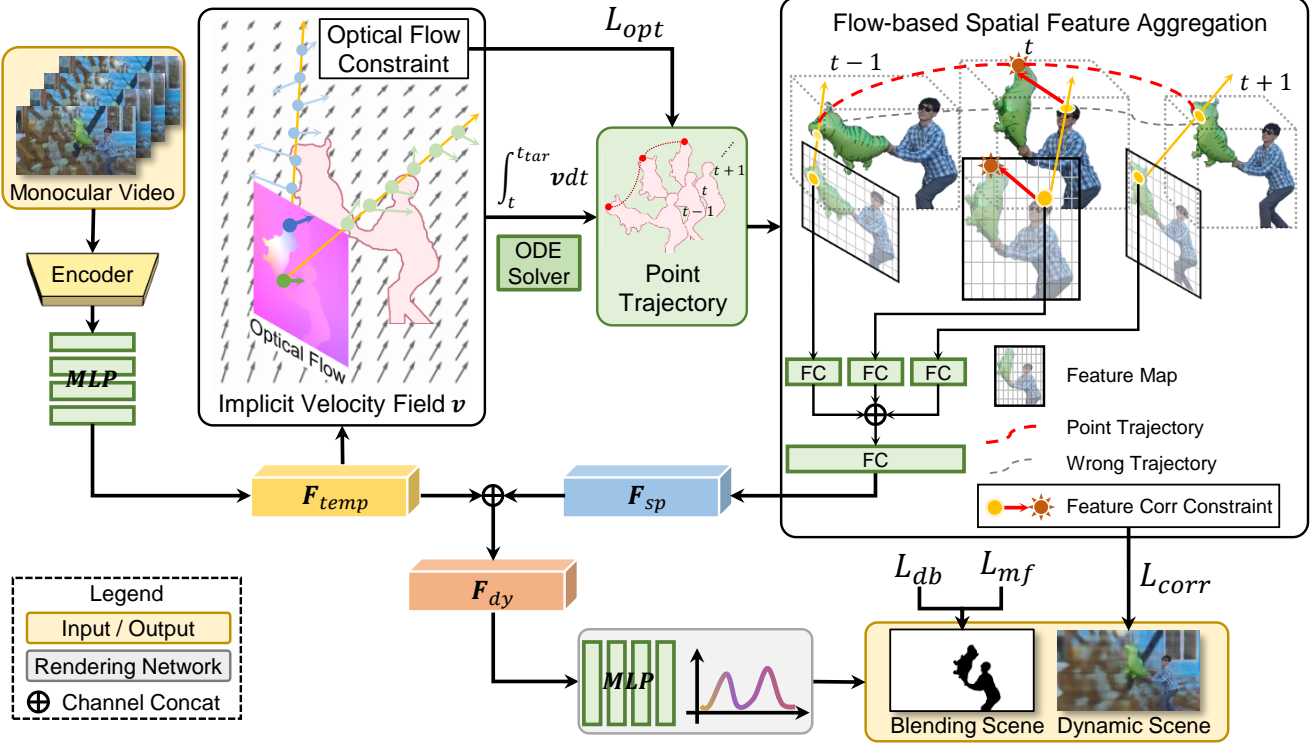 Monocular Video
Encoder
MLP
Optical Flow
Constraint
Optical Flow
Implicit Velocity Field v
L_opt
∫_t^{t_tar} vdt
ODE
Solver
t + 1
t
t − 1
Point
Trajectory
Flow-based Spatial Feature Aggregation
t − 1
t
t + 1
FC
FC
FC
FC
Feature Map
Point Trajectory
Wrong Trajectory
Feature Corr Constraint
F_temp
F_sp
F_dy
Legend
Input / Output
Rendering Network
Channel Concat
MLP
L_db
L_mf
L_corr
Blending Scene
Dynamic Scene